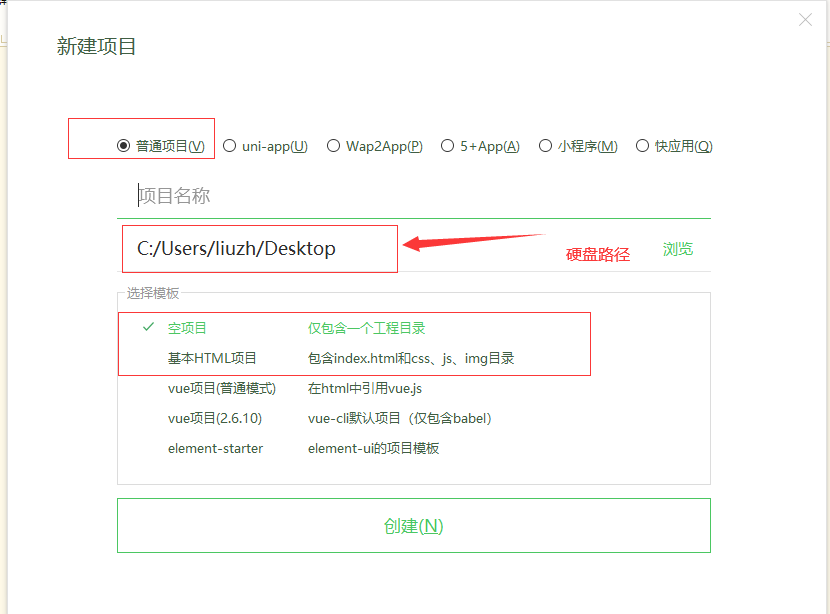 新建项目
普通项目(V) uni-app(U) Wap2App(P) 5+App(A) 小程序(M) 快应用(Q)
项目名称
C:/Users/liuzh/Desktop 硬盘路径 浏览
选择模板
空项目 仅包含一个工程目录
基本HTML项目 包含index.html和css、js、img目录
vue项目(普通模式) 在html中引用vue.js
vue项目(2.6.10) vue-cli默认项目（仅包含babel）
element-starter element-ui的项目模板
创建(N)